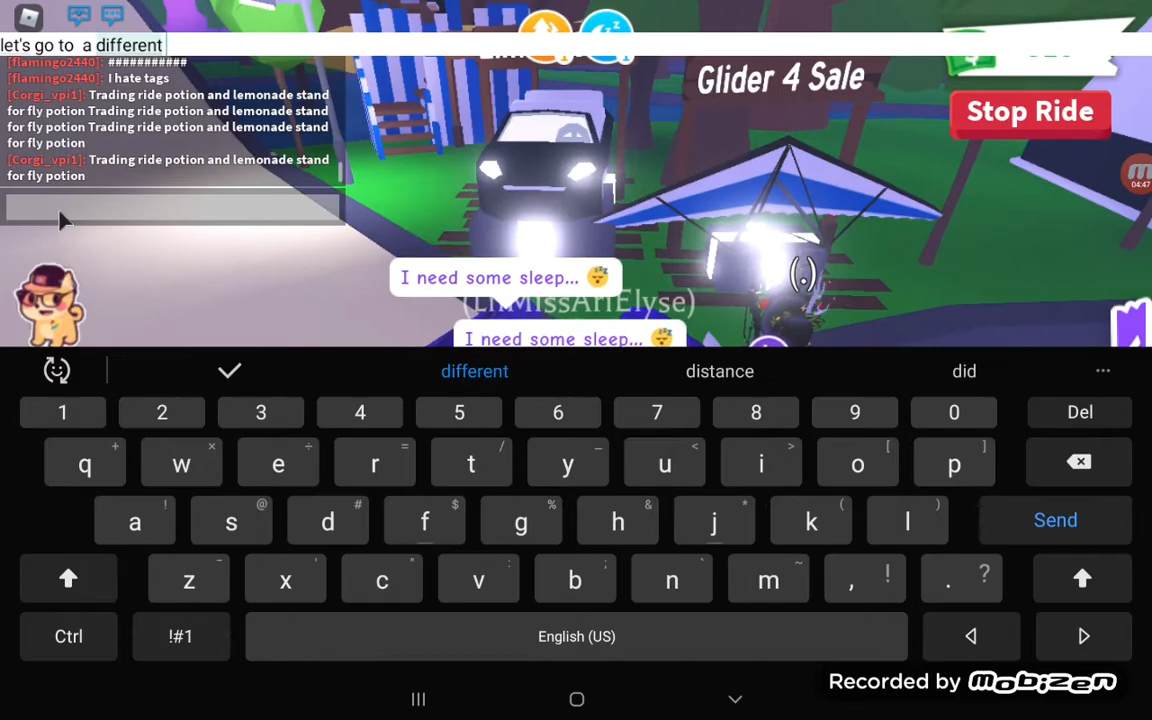 let's go to  a different
[flamingo2440]: ###########
[flamingo2440]: I hate tags
[Corgi_vpi1]: Trading ride potion and lemonade stand
for fly potion Trading ride potion and lemonade stand
for fly potion Trading ride potion and lemonade stand
for fly potion
[Corgi_vpi1]: Trading ride potion and lemonade stand
for fly potion
Glider 4 Sale
Stop Ride
04:47
I need some sleep... 😴
(LilMissAriElyse)
I need some sleep... 😴
(.)
different distance did ...
1 2 3 4 5 6 7 8 9 0 Del
q + w × e ÷ r = t / y _ u < i > o [ p ]
a ! s @ d # f $ g % h & j * k ( l ) Send
z - x ' c " v : b ; n ` m ~ , ! . ?
Ctrl !#1 English (US)
Recorded by mobizen